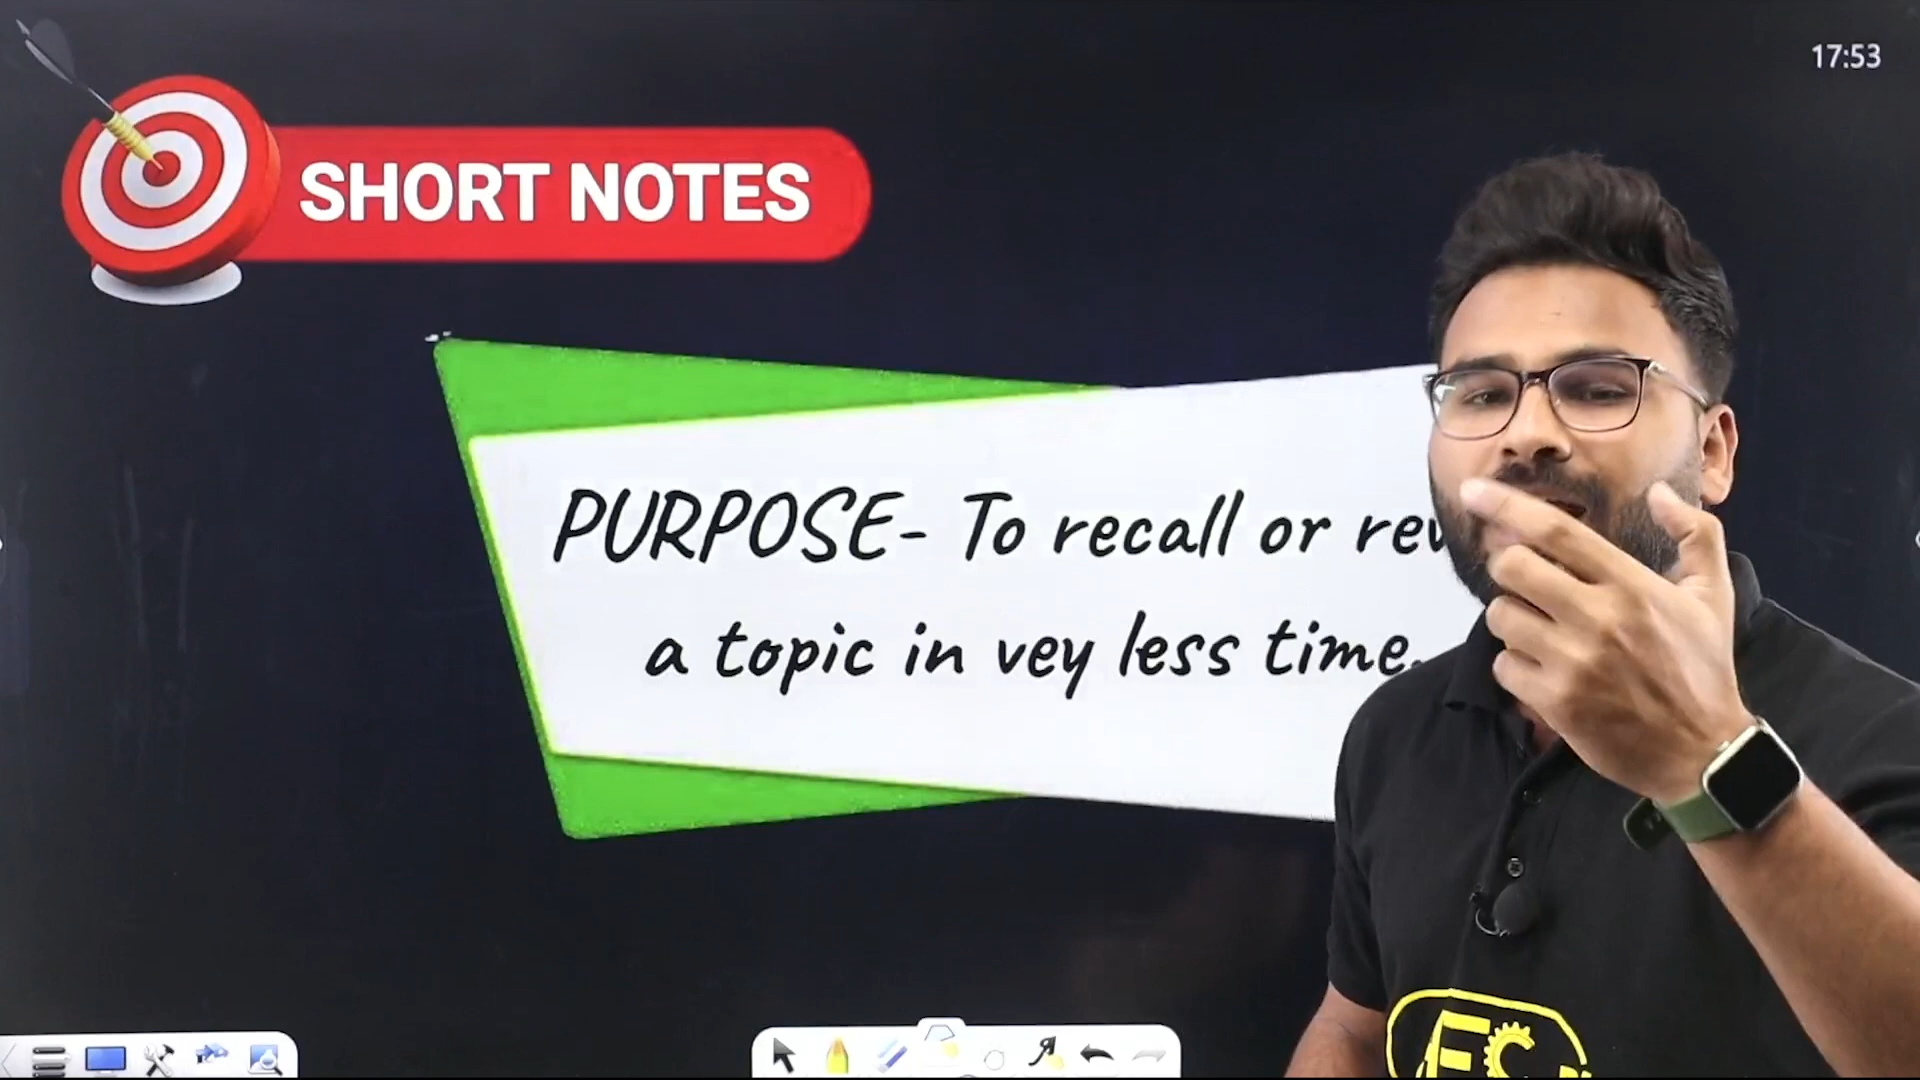 17:53
SHORT NOTES
PURPOSE- To recall or
a topic in vey less time.